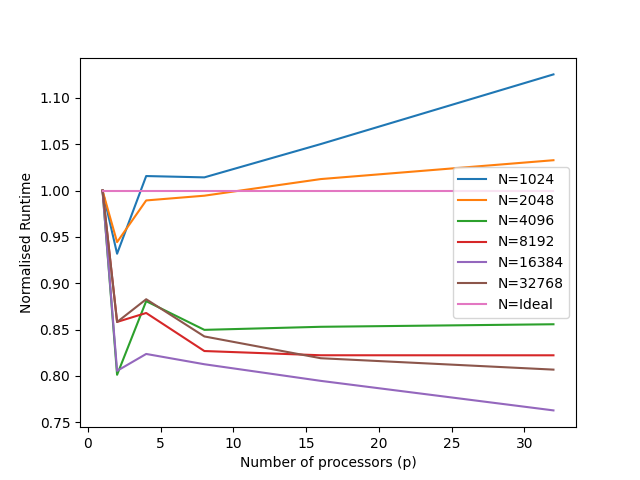 1.10
1.05
1.00
0.95
0.90
0.85
0.80
0.75
Normalised Runtime
N=1024
N=2048
N=4096
N=8192
N=16384
N=32768
N=Ideal
0 5 10 15 20 25 30
Number of processors (p)